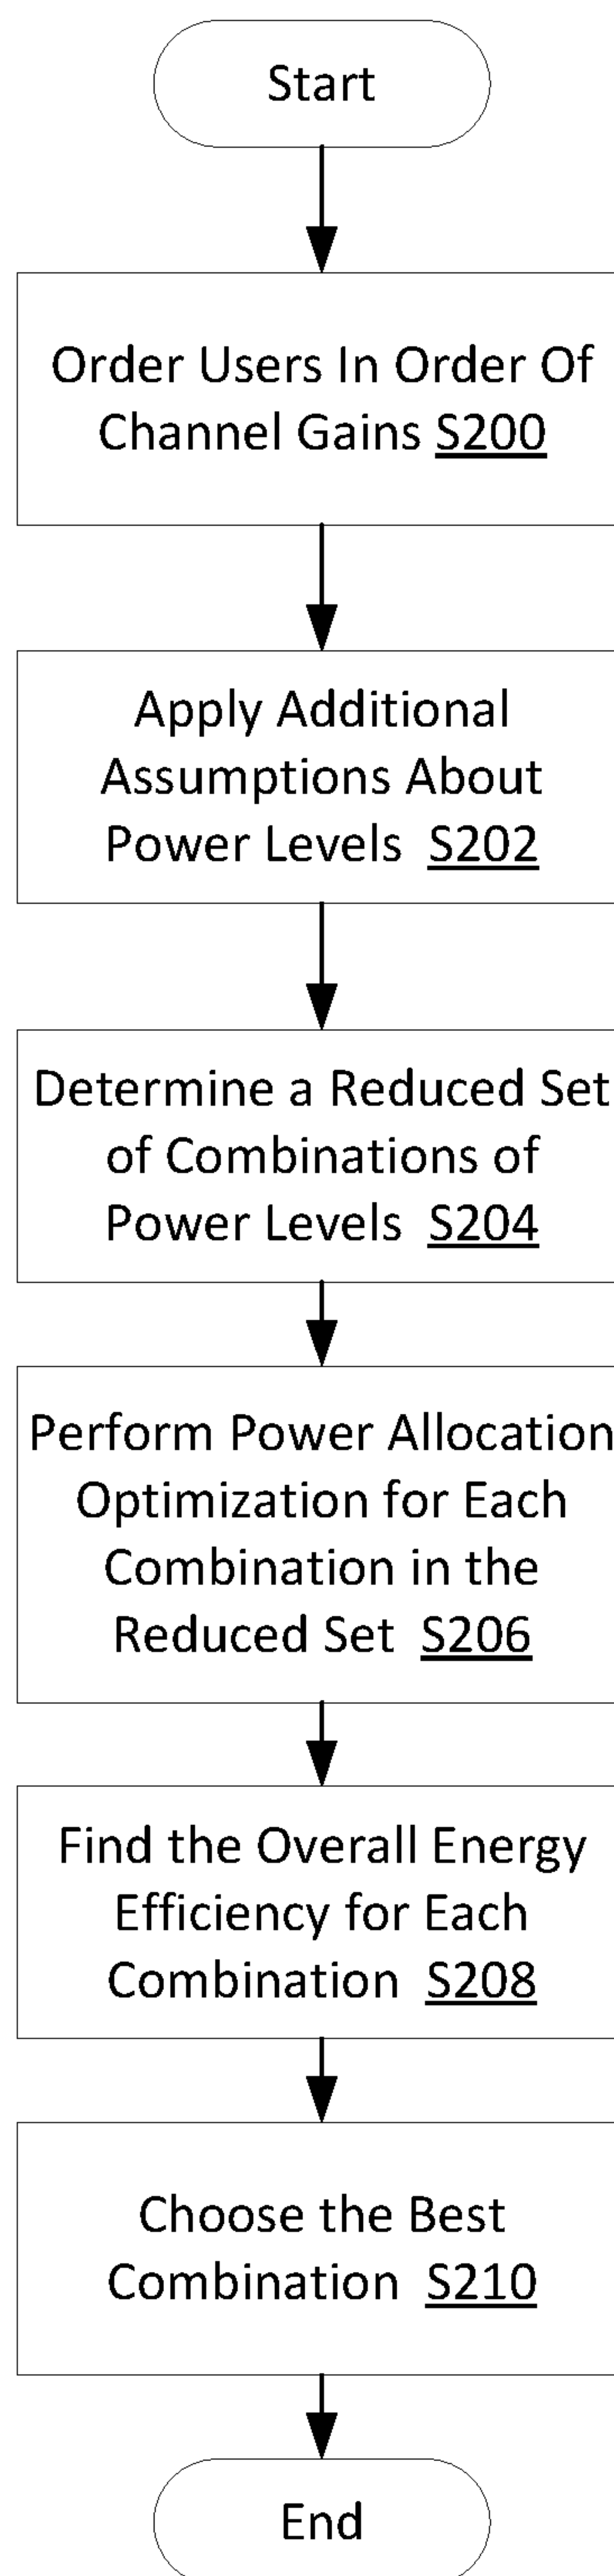 Start
Order Users In Order Of
Channel Gains S200
Apply Additional
Assumptions About
Power Levels S202
Determine a Reduced Set
of Combinations of
Power Levels S204
Perform Power Allocation
Optimization for Each
Combination in the
Reduced Set S206
Find the Overall Energy
Efficiency for Each
Combination S208
Choose the Best
Combination S210
End